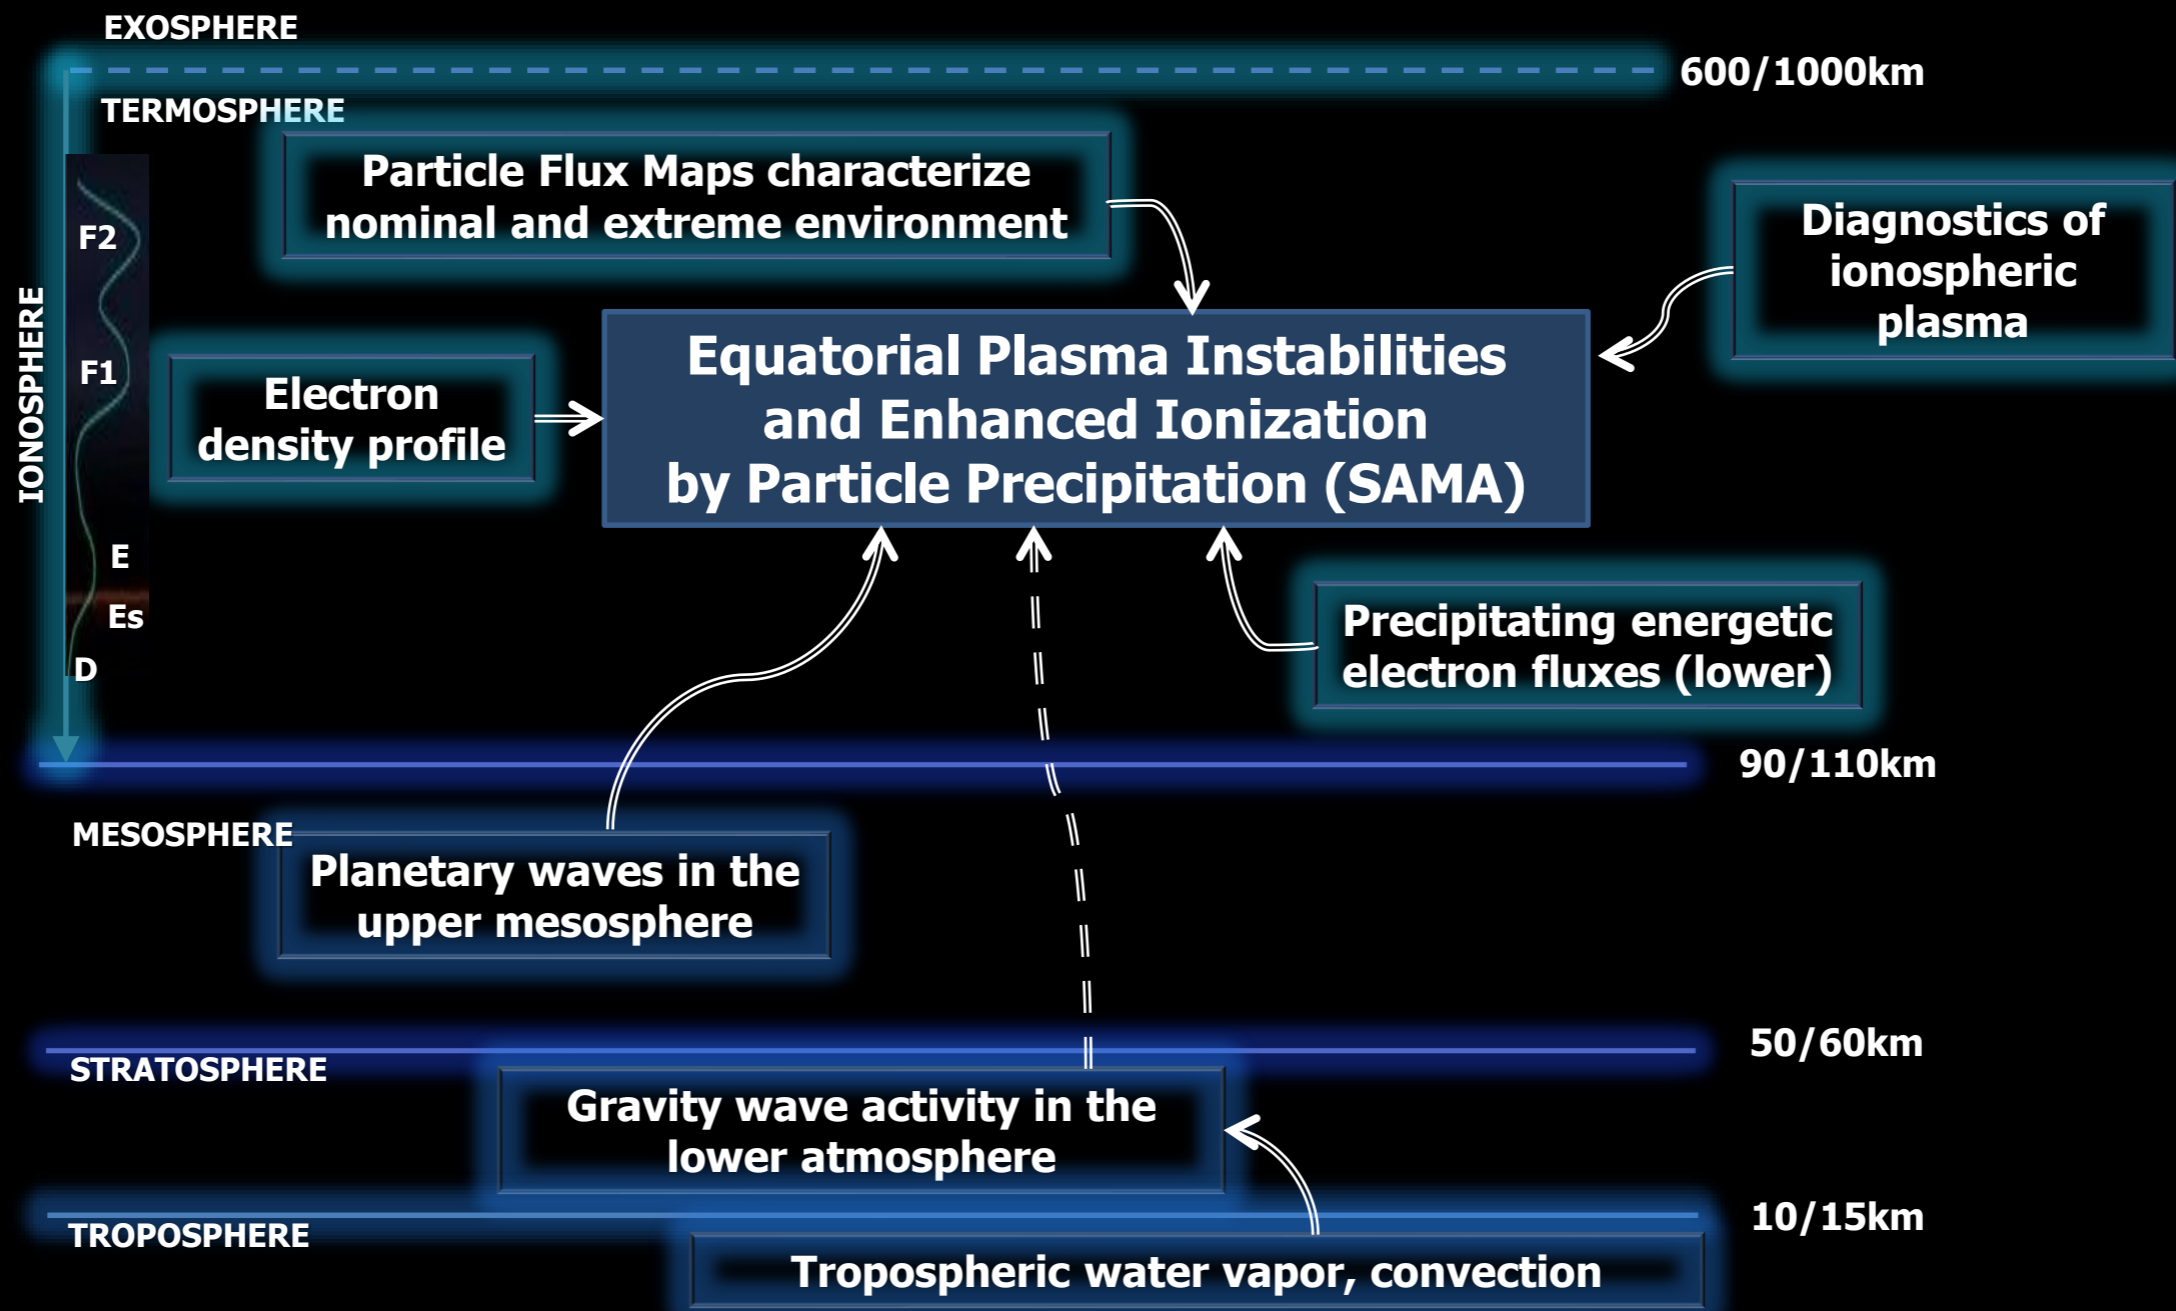 EXOSPHERE
600/1000km
TERMOSPHERE
Particle Flux Maps characterize
nominal and extreme environment
Diagnostics of
ionospheric
plasma
IONOSPHERE
F2
F1
E
Es
D
Electron
density profile
Equatorial Plasma Instabilities
and Enhanced Ionization
by Particle Precipitation (SAMA)
Precipitating energetic
electron fluxes (lower)
90/110km
MESOSPHERE
Planetary waves in the
upper mesosphere
50/60km
STRATOSPHERE
Gravity wave activity in the
lower atmosphere
10/15km
TROPOSPHERE
Tropospheric water vapor, convection